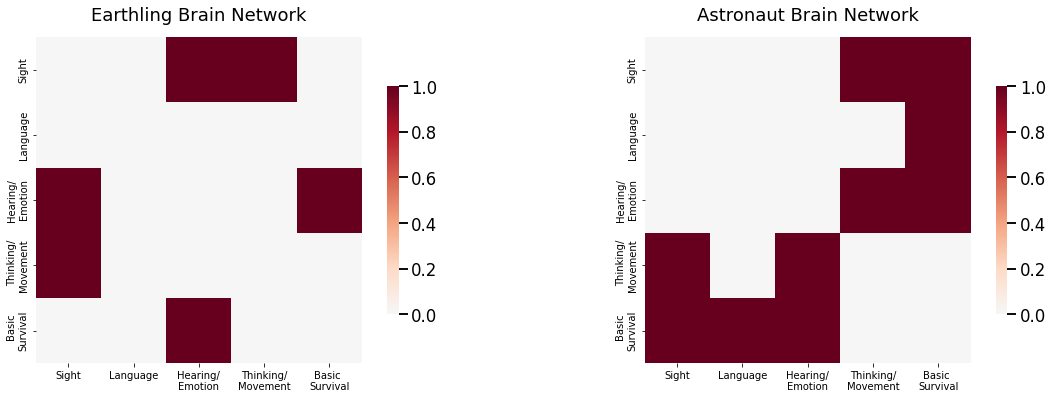 Earthling Brain Network
Sight
Language
Hearing/
Emotion
Thinking/
Movement
Basic
Survival
Sight
Language
Hearing/
Emotion
Thinking/
Movement
Basic
Survival
1.0
0.8
0.6
0.4
0.2
0.0
Astronaut Brain Network
Sight
Language
Hearing/
Emotion
Thinking/
Movement
Basic
Survival
Sight
Language
Hearing/
Emotion
Thinking/
Movement
Basic
Survival
1.0
0.8
0.6
0.4
0.2
0.0